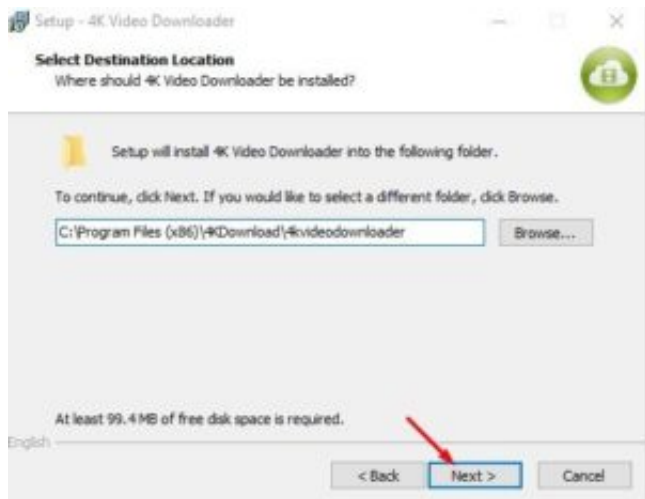 Setup - 4K Video Downloader
Select Destination Location
Where should 4K Video Downloader be installed?
Setup will install 4K Video Downloader into the following folder.
To continue, click Next. If you would like to select a different folder, click Browse.
C:\Program Files (x86)\4KDownload\4kvideodownloader
Browse...
At least 99.4 MB of free disk space is required.
English
< Back
Next >
Cancel